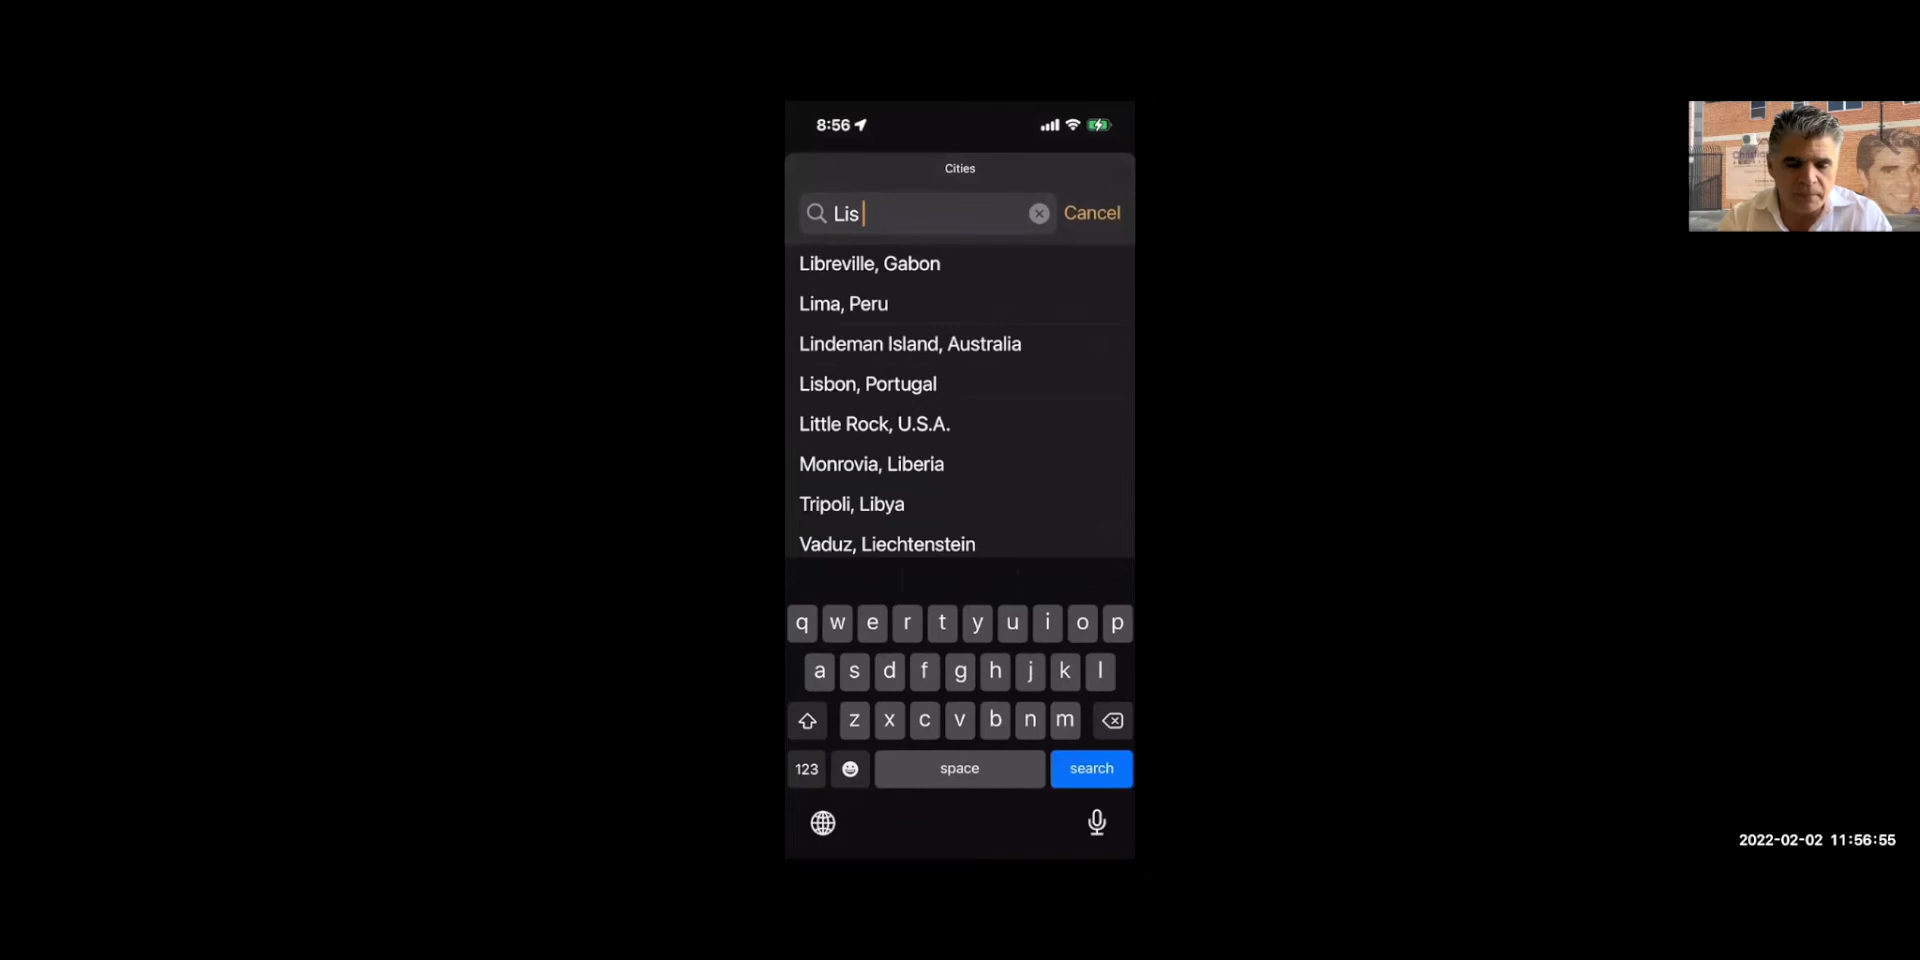 8:56
Cities
Lis
Cancel
Libreville, Gabon
Lima, Peru
Lindeman Island, Australia
Lisbon, Portugal
Little Rock, U.S.A.
Monrovia, Liberia
Tripoli, Libya
Vaduz, Liechtenstein
q w e r t y u i o p
a s d f g h j k l
z x c v b n m
123 space search
2022-02-02 11:56:55